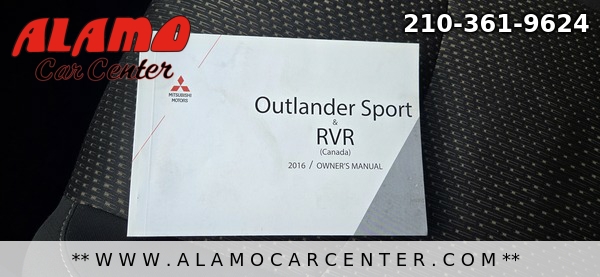 ALAMO
Car Center
210-361-9624
MITSUBISHI
MOTORS
Outlander Sport
&
RVR
(Canada)
2016 / OWNER'S MANUAL
**WWW.ALAMOCARCENTER.COM**